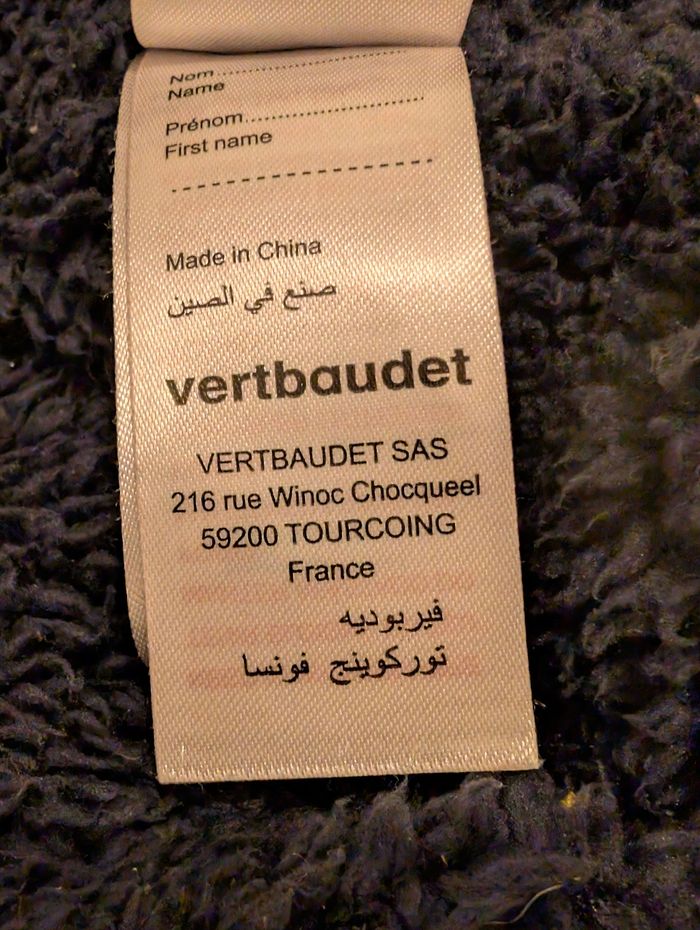 Nom..............................
Name
Prénom..............................
First name
------------------------------
Made in China
صنع في الصين
vertbaudet
VERTBAUDET SAS
216 rue Winoc Chocqueel
59200 TOURCOING
France
فيربوديه
توركوينج فونسا